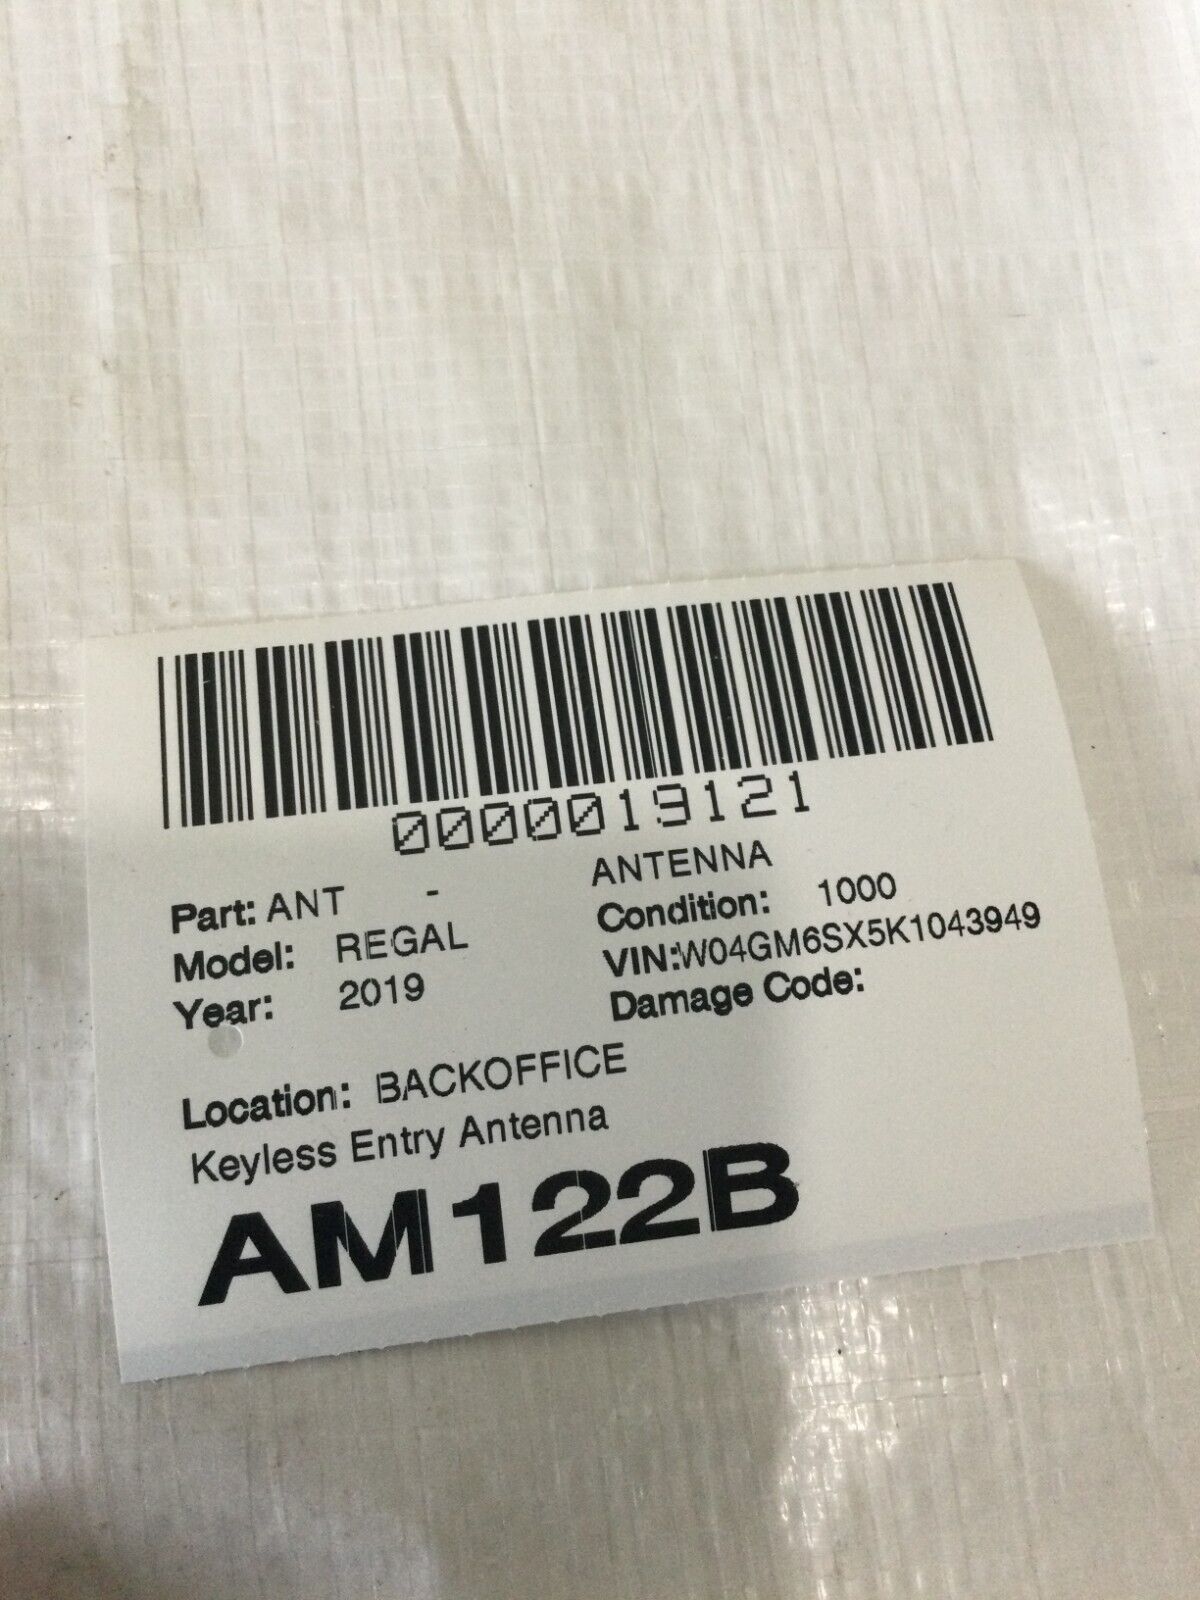 0000019121
Part: ANT - ANTENNA
Model: REGAL Condition: 1000
Year: 2019 VIN:W04GM6SX5K1043949
Damage Code:
Location: BACKOFFICE
Keyless Entry Antenna
AM122B